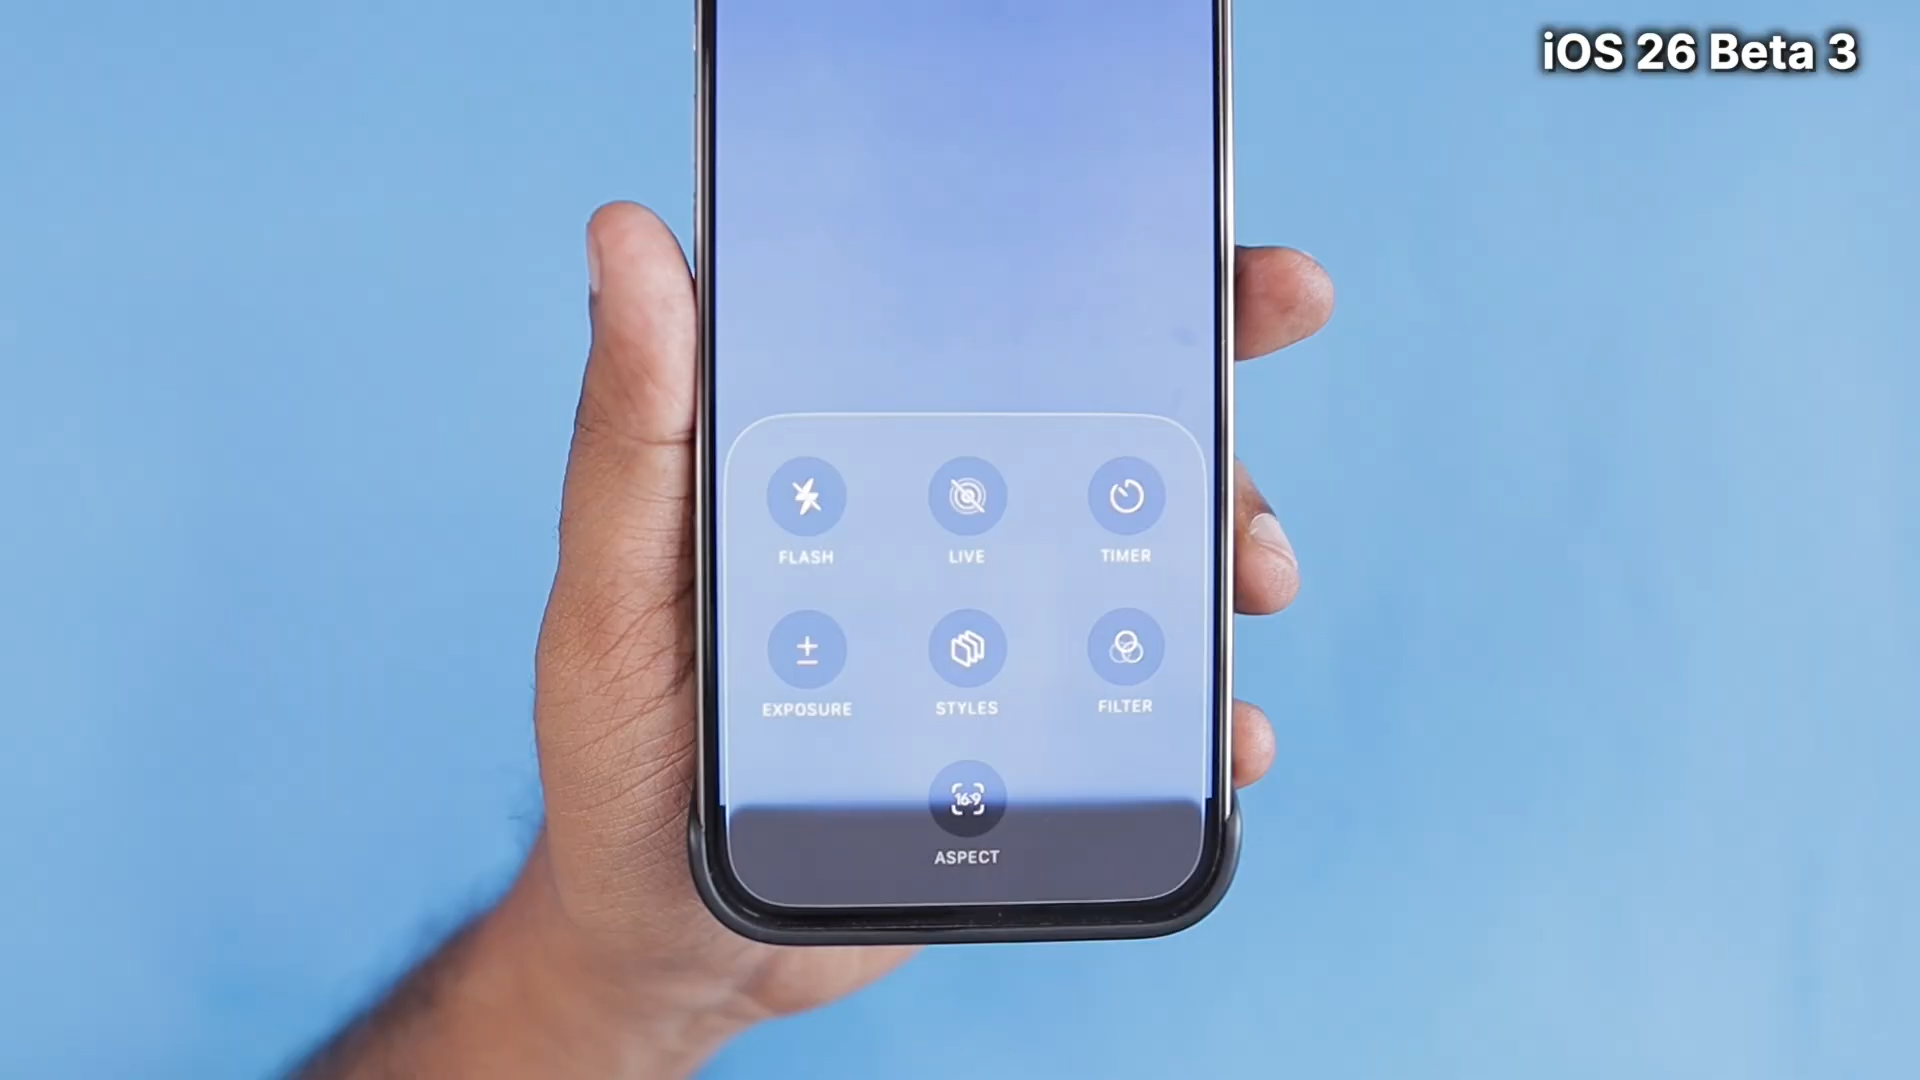 iOS 26 Beta 3
FLASH
LIVE
TIMER
EXPOSURE
STYLES
FILTER
16:9
ASPECT